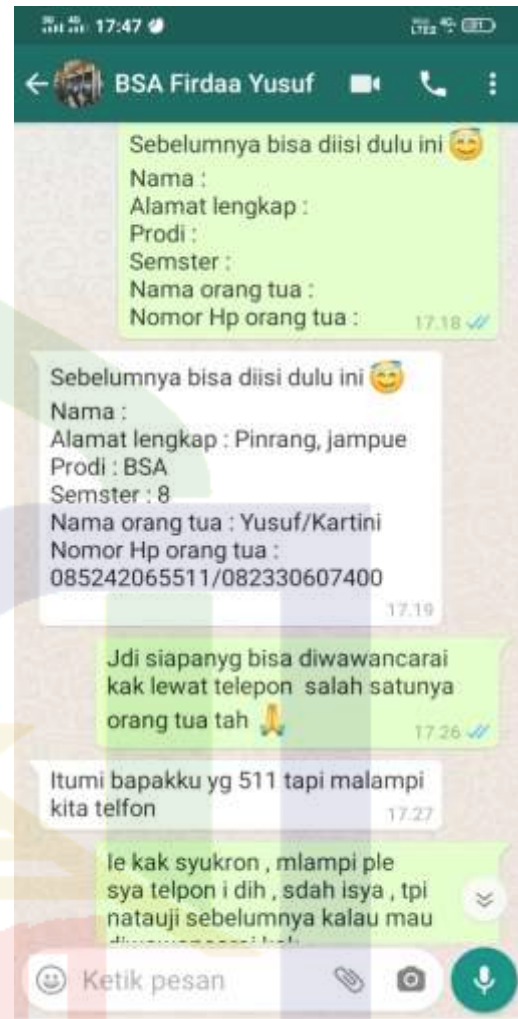 17:47
BSA Firdaa Yusuf
Sebelumnya bisa diisi dulu ini 😇
Nama :
Alamat lengkap :
Prodi :
Semster :
Nama orang tua :
Nomor Hp orang tua :
17.18
Sebelumnya bisa diisi dulu ini 😇
Nama :
Alamat lengkap : Pinrang, jampue
Prodi : BSA
Semster : 8
Nama orang tua : Yusuf/Kartini
Nomor Hp orang tua :
085242065511/082330607400
17.19
Jdi siapanyg bisa diwawancarai
kak lewat telepon salah satunya
orang tua tah 🙏
17.26
Itumi bapakku yg 511 tapi malampi
kita telfon
17.27
Ie kak syukron , mlampi ple
sya telpon i dih , sdah isya , tpi
natauji sebelumnya kalau mau
Ketik pesan